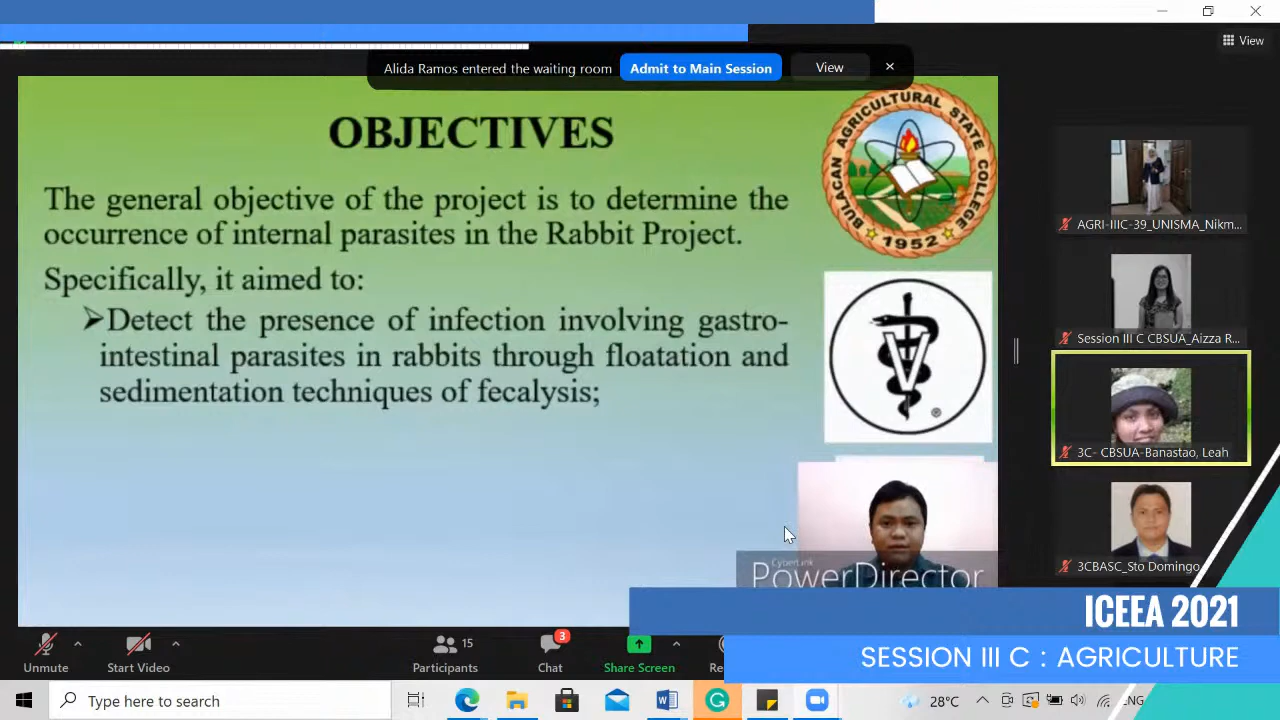 View
Alida Ramos entered the waiting room
Admit to Main Session
View
OBJECTIVES
The general objective of the project is to determine the
occurrence of internal parasites in the Rabbit Project.
Specifically, it aimed to:
➤Detect the presence of infection involving gastro-
intestinal parasites in rabbits through floatation and
sedimentation techniques of fecalysis;
BULACAN AGRICULTURAL STATE COLLEGE
1952
V
®
CyberLink
PowerDirector
AGRI-IIIC-39_UNISMA_Nikm...
Session III C CBSUA_Aizza R...
3C- CBSUA-Banastao, Leah
3CBASC_Sto Domingo
ICEEA 2021
SESSION III C : AGRICULTURE
Unmute
Start Video
15
Participants
3
Chat
Share Screen
Re
Type here to search
28°C
ENG